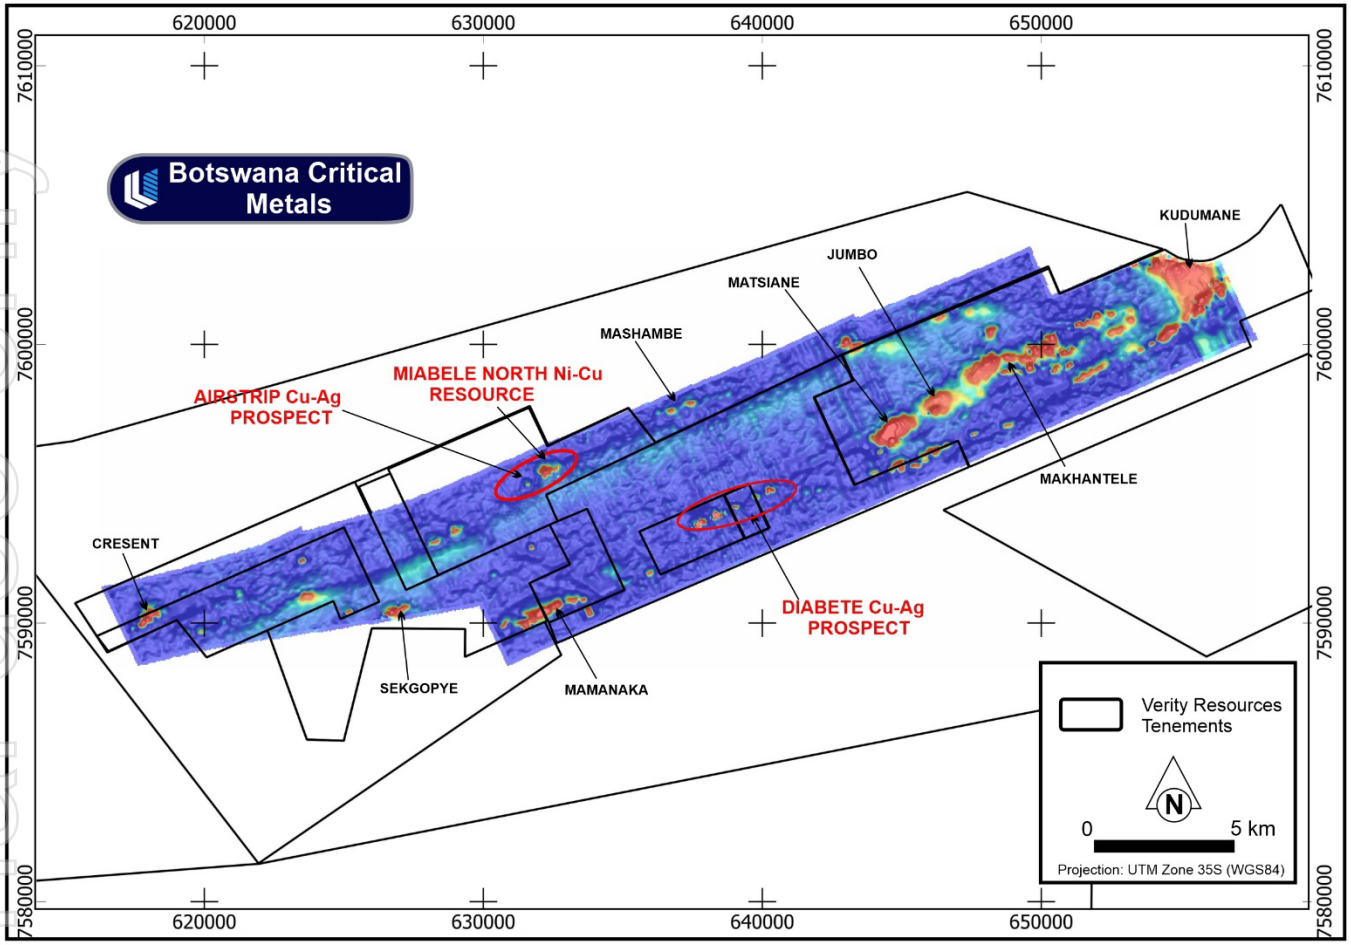 620000
630000
640000
650000
7610000
7610000
Botswana Critical
Metals
KUDUMANE
JUMBO
MATSIANE
MASHAMBE
7600000
7600000
MIABELE NORTH Ni-Cu
RESOURCE
AIRSTRIP Cu-Ag
PROSPECT
MAKHANTELE
CRESENT
DIABETE Cu-Ag
PROSPECT
7590000
7590000
SEKGOPYE
MAMANAKA
Verity Resources
Tenements
N
0
5 km
Projection: UTM Zone 35S (WGS84)
7580000
7580000
620000
630000
640000
650000